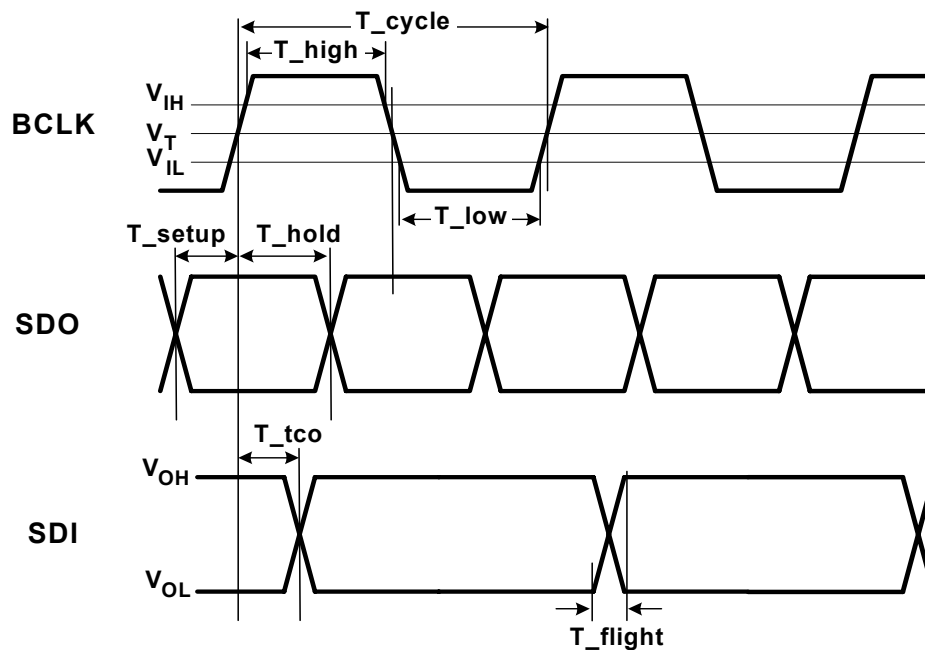 T_cycle
T_high
V_IH
BCLK
V_T
V_IL
T_low
T_setup
T_hold
SDO
T_tco
V_OH
SDI
V_OL
T_flight